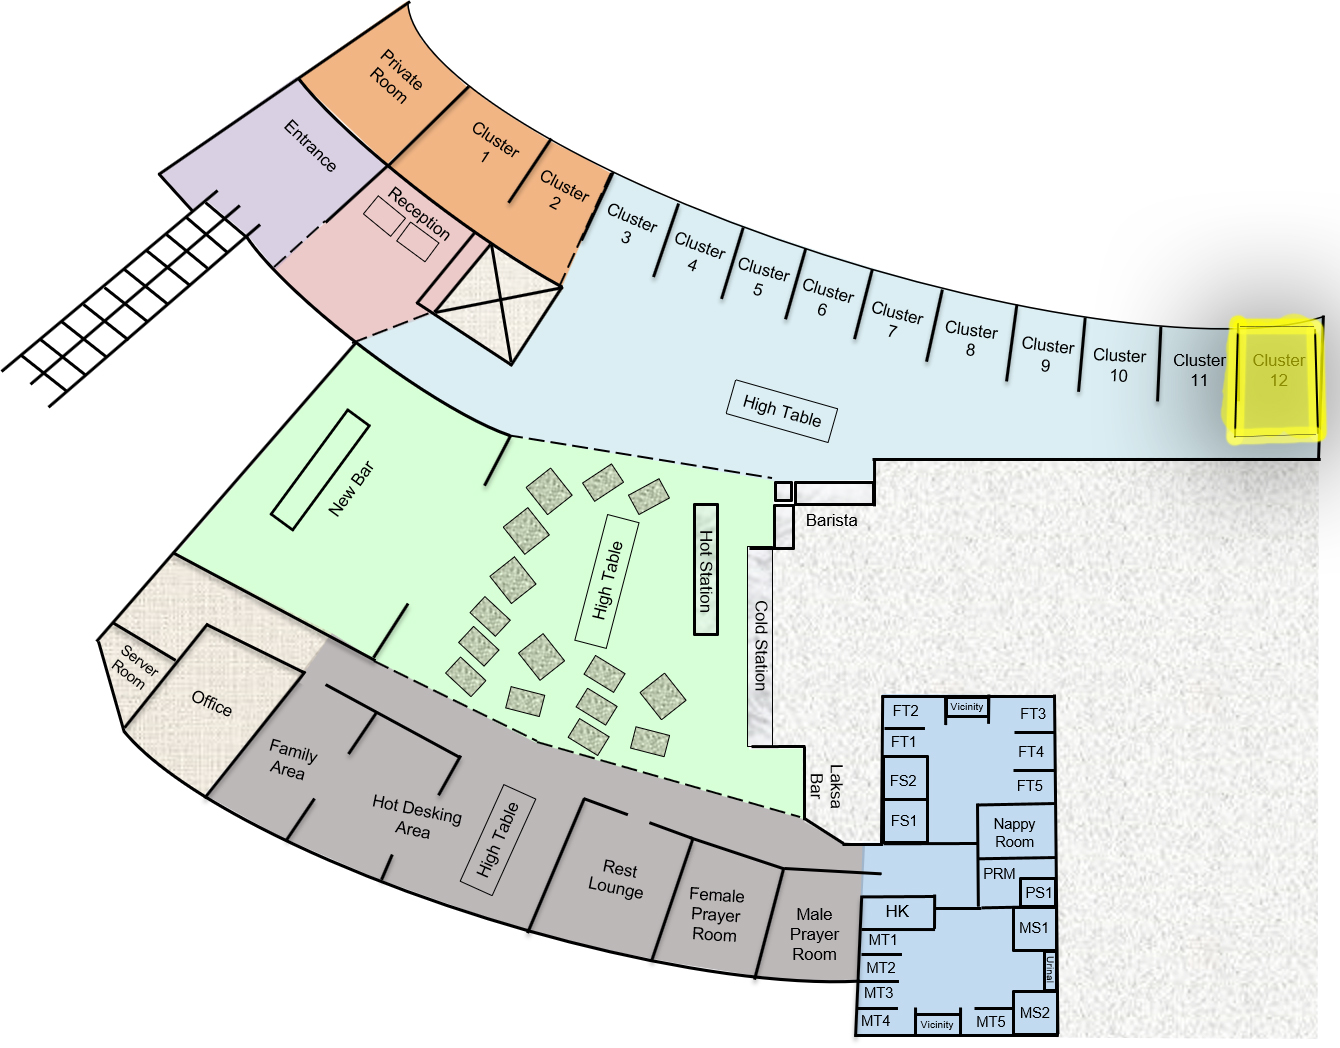 Private
Room
Entrance
Cluster
1
Cluster
2
Reception
Cluster
3
Cluster
4
Cluster
5
Cluster
6
Cluster
7
Cluster
8
Cluster
9
Cluster
10
Cluster
11
Cluster
12
High Table
New Bar
High Table
Hot Station
Barista
Cold Station
Laksa
Bar
Server
Room
Office
Family
Area
Hot Desking
Area
High Table
Rest
Lounge
Female
Prayer
Room
Male
Prayer
Room
FT2
Vicinity
FT3
FT1
FT4
FS2
FT5
FS1
Nappy
Room
PRM
PS1
HK
MS1
MT1
MT2
Urinal
MT3
MT4
Vicinity
MT5
MS2